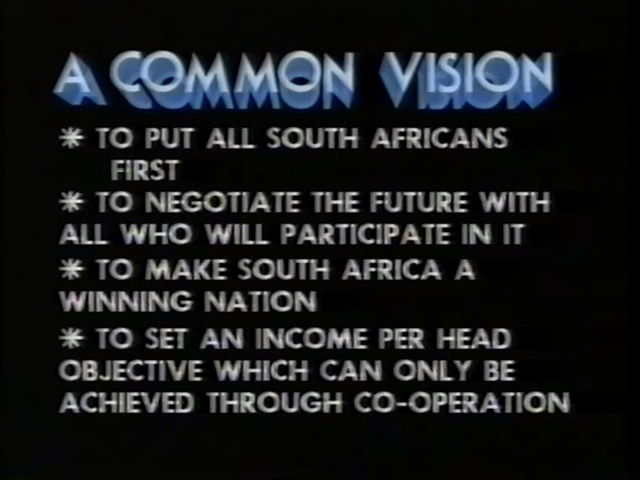 A COMMON VISION
* TO PUT ALL SOUTH AFRICANS
FIRST
* TO NEGOTIATE THE FUTURE WITH
ALL WHO WILL PARTICIPATE IN IT
* TO MAKE SOUTH AFRICA A
WINNING NATION
* TO SET AN INCOME PER HEAD
OBJECTIVE WHICH CAN ONLY BE
ACHIEVED THROUGH CO-OPERATION